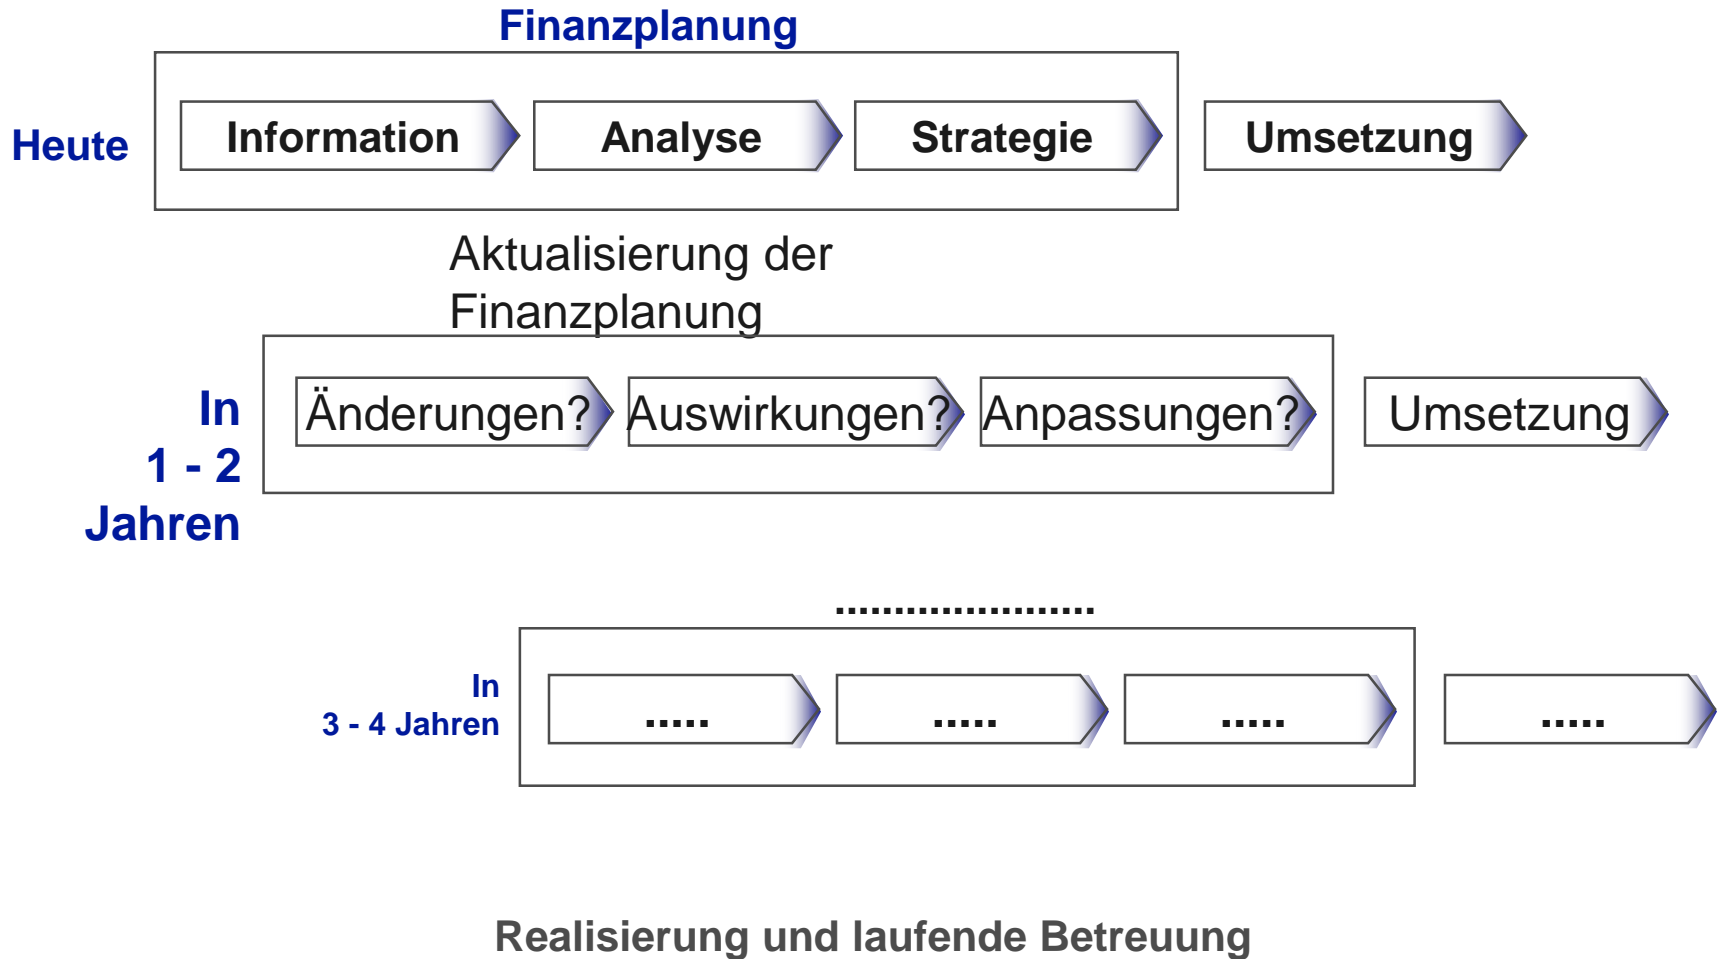 Finanzplanung
Heute
Information
Analyse
Strategie
Umsetzung
Aktualisierung der
Finanzplanung
In
1 - 2
Jahren
Änderungen?
Auswirkungen?
Anpassungen?
Umsetzung
......................
In
3 - 4 Jahren
.....
.....
.....
.....
Realisierung und laufende Betreuung